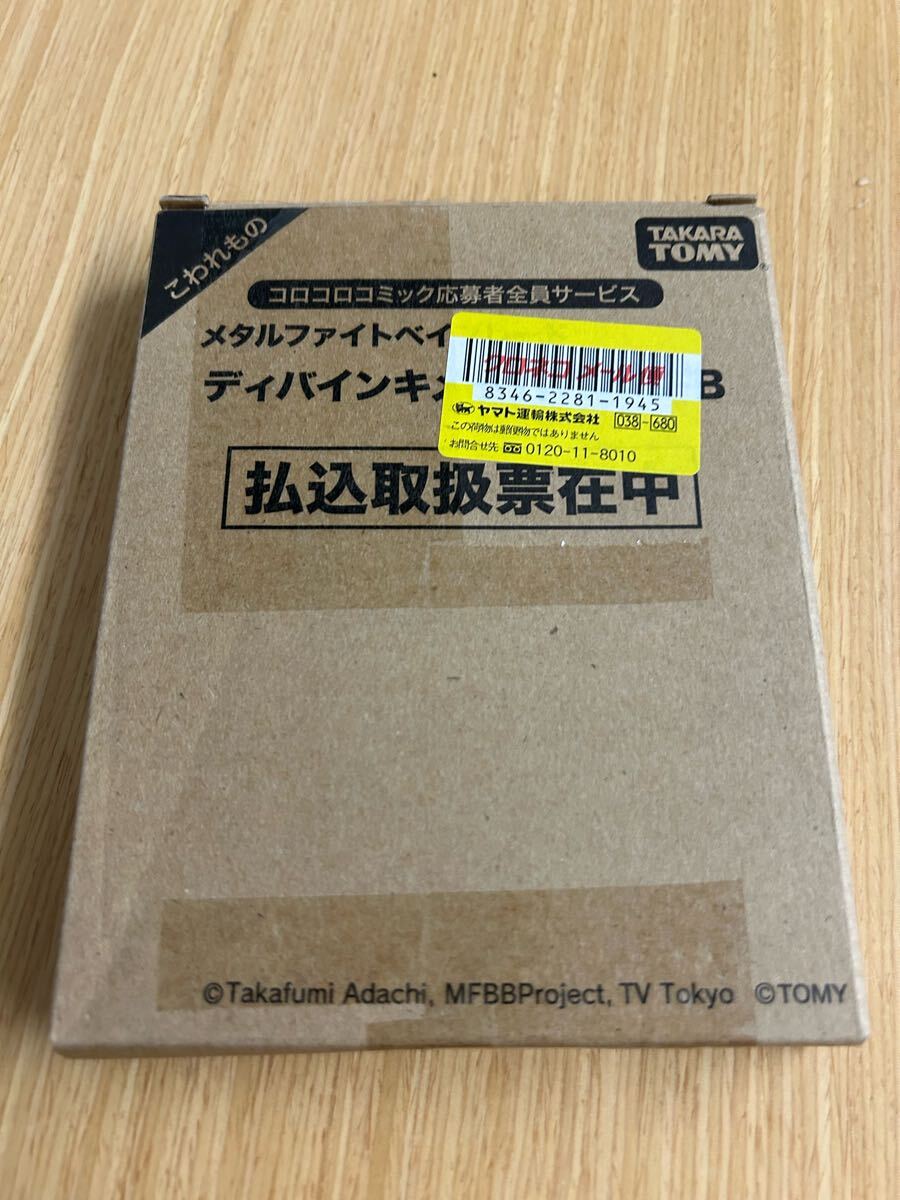 こわれもの
TAKARA
TOMY
コロコロコミック応募者全員サービス
メタルファイトベイ
ディバインキ
B
クロネコ メール便
8346-2281-1945
ヤマト運輸株式会社 038-680
この荷物は郵便物ではありません
お問合せ先 0120-11-8010
払込取扱票在中
©Takafumi Adachi, MFBBProject, TV Tokyo ©TOMY